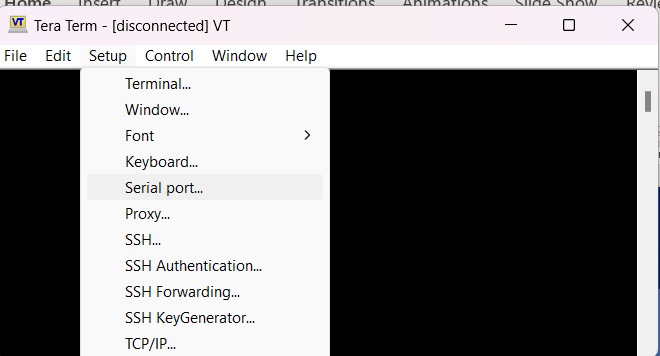 Home Insert Draw Design Transitions Animations Slide Show
VT Tera Term - [disconnected] VT
File Edit Setup Control Window Help
Terminal...
Window...
Font
Keyboard...
Serial port...
Proxy...
SSH...
SSH Authentication...
SSH Forwarding...
SSH KeyGenerator...
TCP/IP...